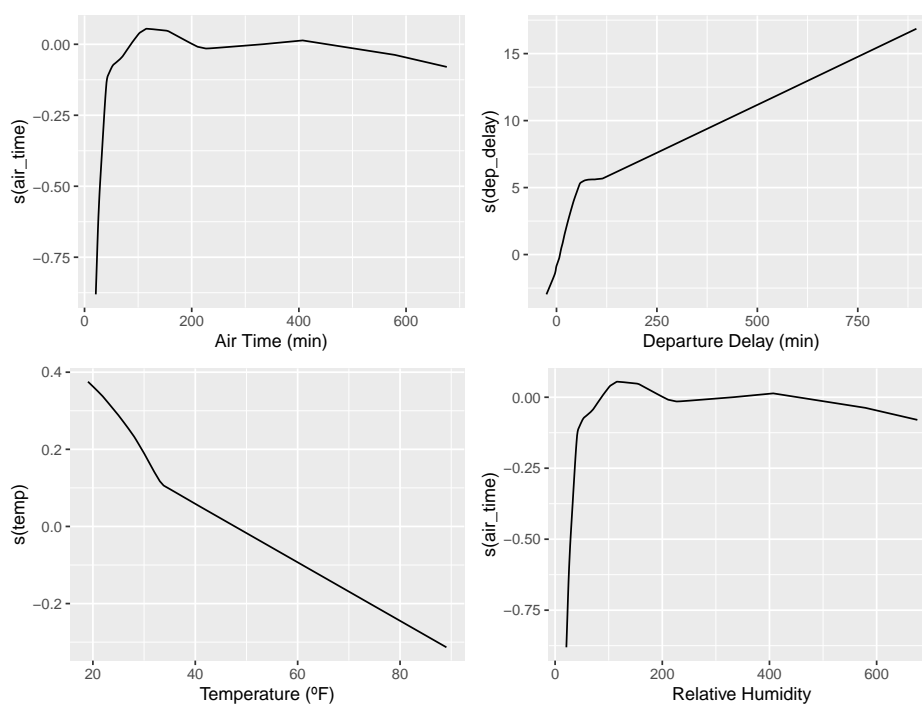 0.00
−0.25
−0.50
−0.75
s(air_time)
0 200 400 600
Air Time (min)
15
10
5
0
s(dep_delay)
0 250 500 750
Departure Delay (min)
0.4
0.2
0.0
−0.2
s(temp)
20 40 60 80
Temperature (ºF)
0.00
−0.25
−0.50
−0.75
s(air_time)
0 200 400 600
Relative Humidity